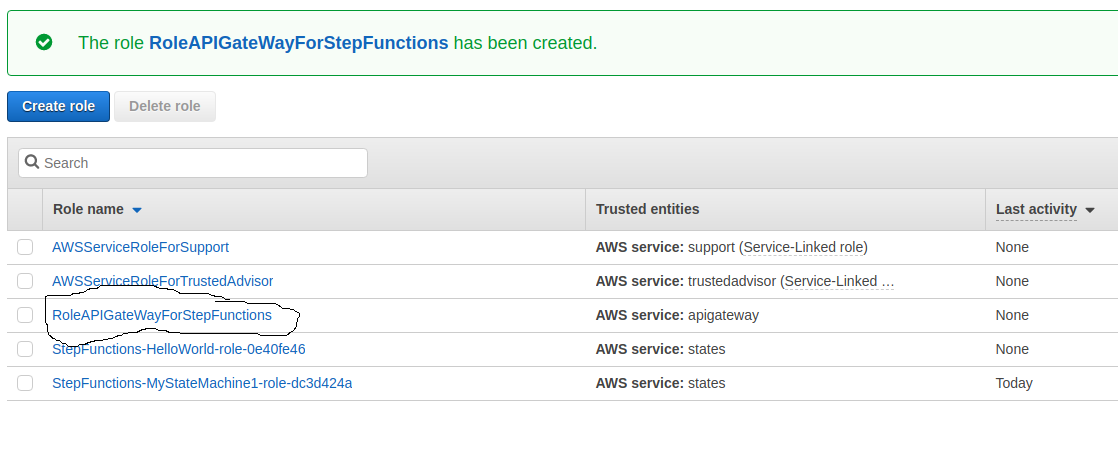 The role RoleAPIGateWayForStepFunctions has been created.
Create role Delete role
Search
Role name Trusted entities Last activity
AWSServiceRoleForSupport AWS service: support (Service-Linked role) None
AWSServiceRoleForTrustedAdvisor AWS service: trustedadvisor (Service-Linked … None
RoleAPIGateWayForStepFunctions AWS service: apigateway None
StepFunctions-HelloWorld-role-0e40fe46 AWS service: states None
StepFunctions-MyStateMachine1-role-dc3d424a AWS service: states Today